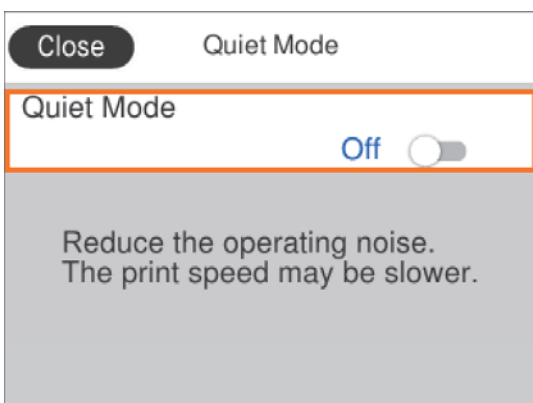 Close Quiet Mode
Quiet Mode
Off
Reduce the operating noise.
The print speed may be slower.